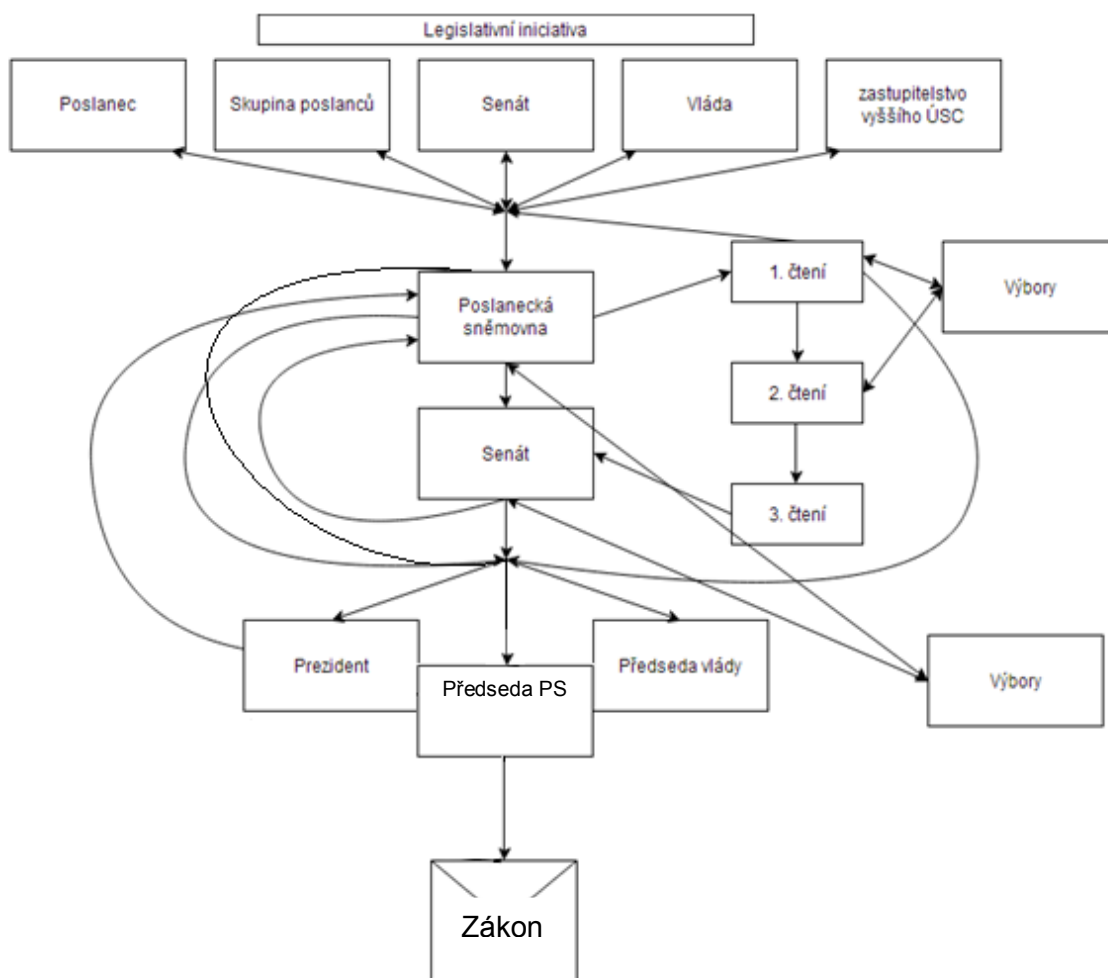 Legislativní iniciativa
Poslanec
Skupina poslanců
Senát
Vláda
zastupitelstvo
vyššího ÚSC
1. čtení
Výbory
Poslanecká
sněmovna
2. čtení
Senát
3. čtení
Prezident
Předseda PS
Předseda vlády
Výbory
Zákon